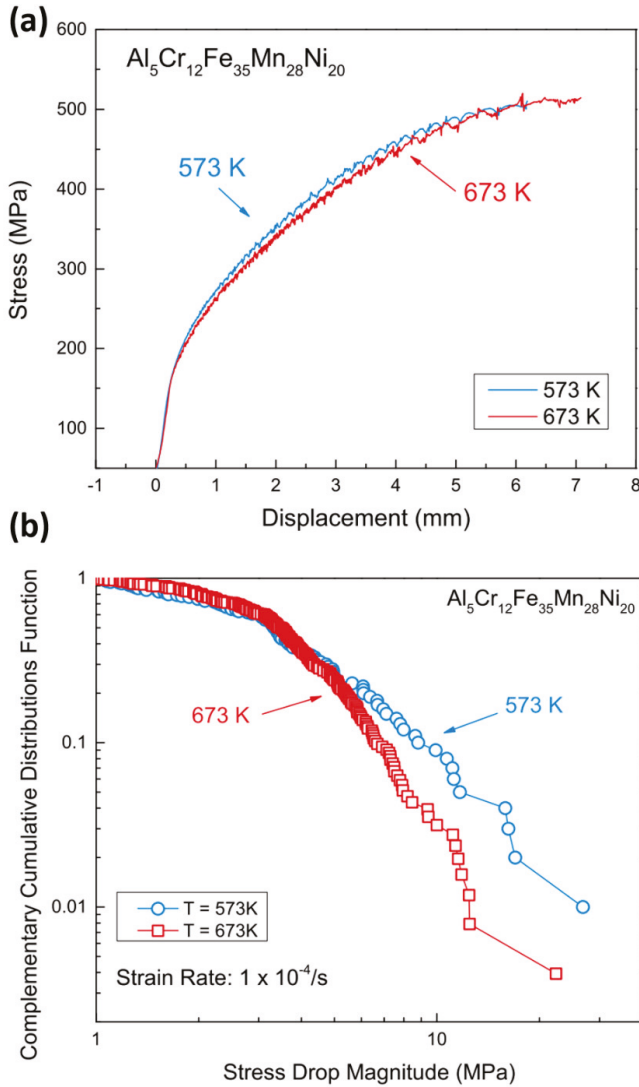 (a)
600
500
400
300
200
100
Stress (MPa)
Al₅Cr₁₂Fe₃₅Mn₂₈Ni₂₀
573 K
673 K
573 K
673 K
-1 0 1 2 3 4 5 6 7 8
Displacement (mm)
(b)
1
0.1
0.01
Complementary Cumulative Distributions Function
Al₅Cr₁₂Fe₃₅Mn₂₈Ni₂₀
673 K
573 K
T = 573K
T = 673K
Strain Rate: 1 x 10⁻⁴/s
1 10
Stress Drop Magnitude (MPa)